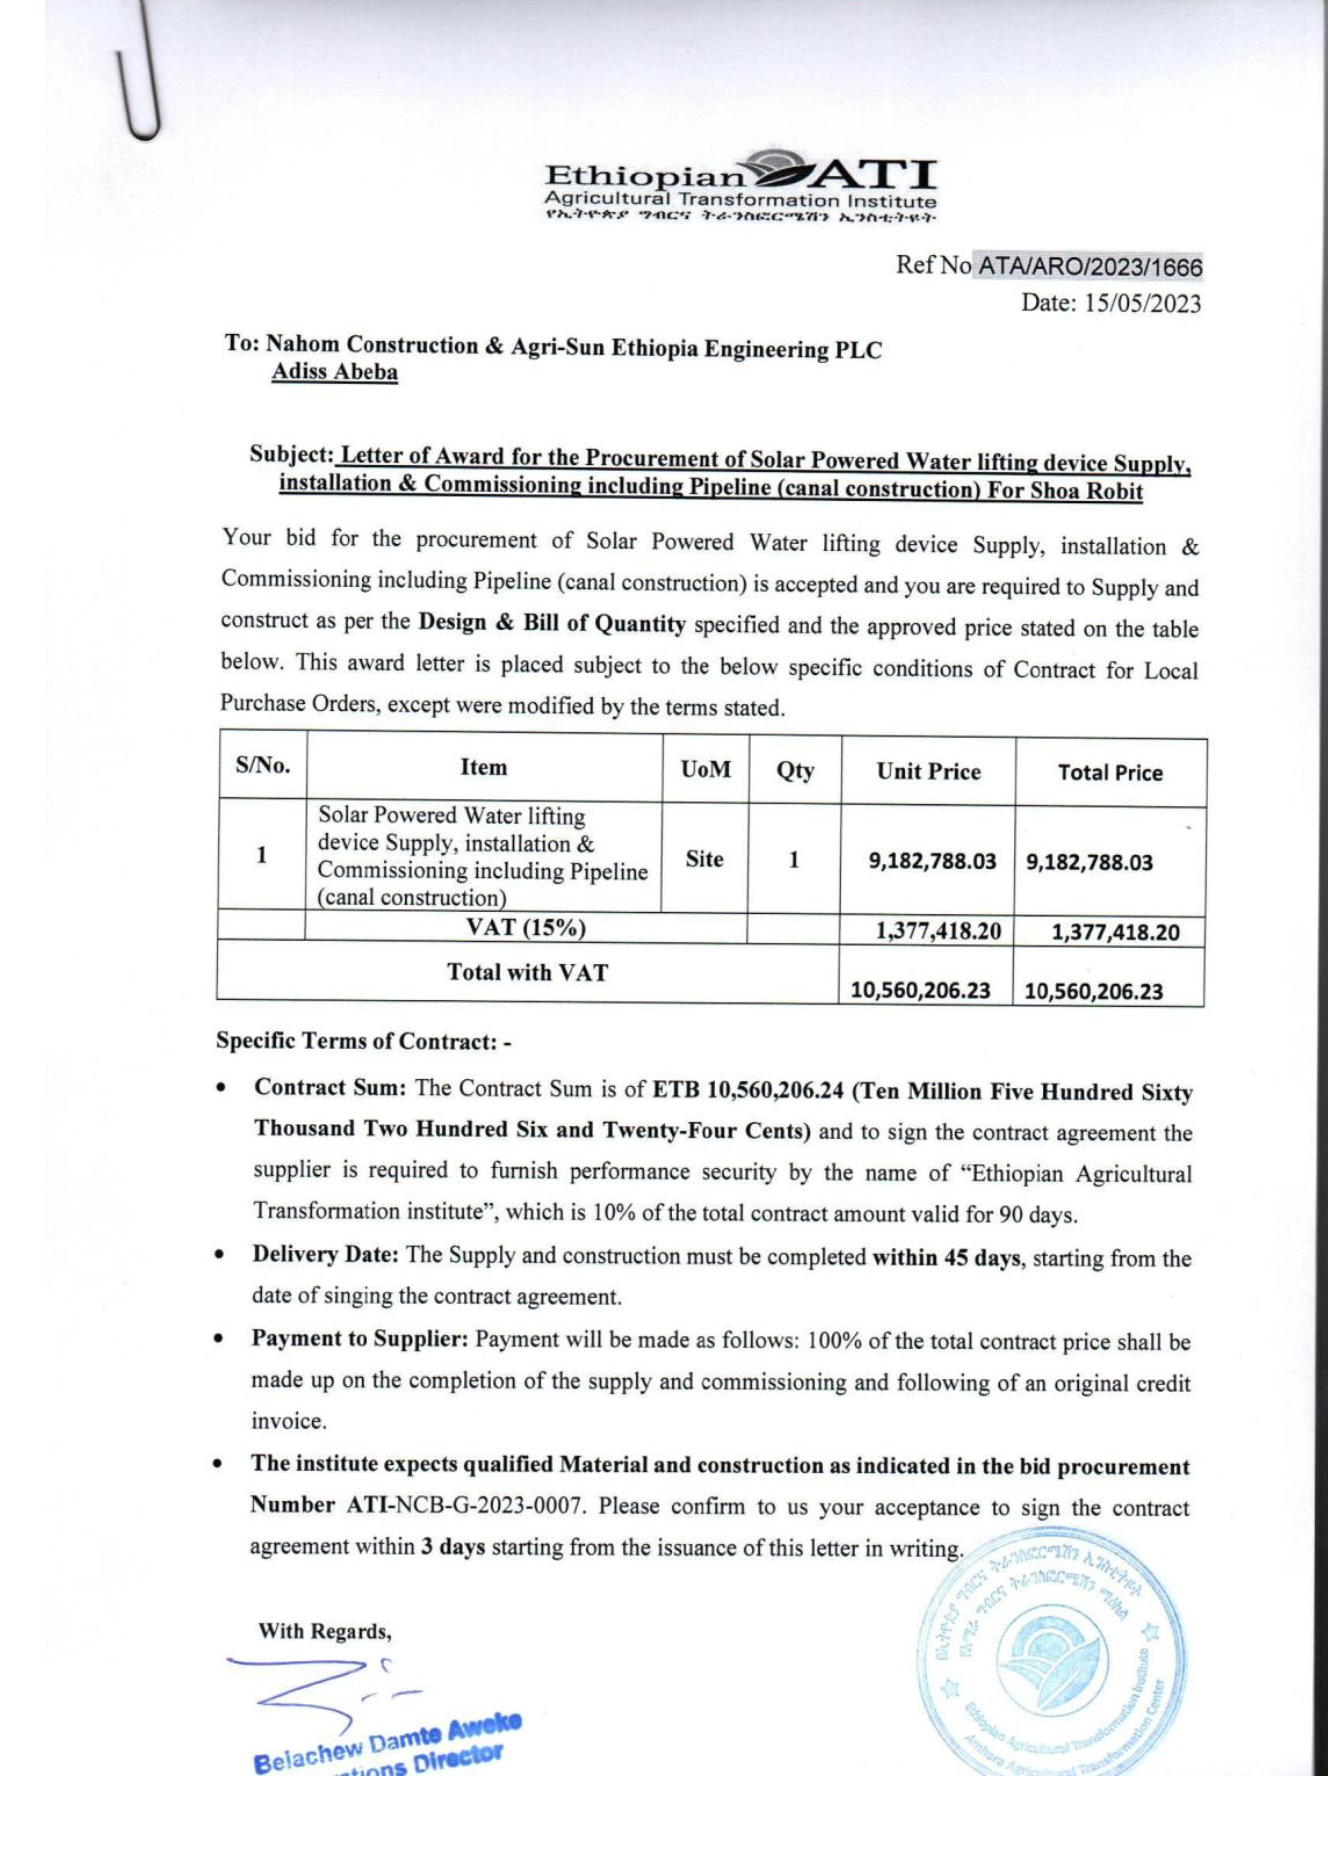 Ethiopian ATI
Agricultural Transformation Institute
የኢትዮጵያ ግብርና ትራንስፎርሜሽን ኢንስቲትዩት
Ref No ATA/ARO/2023/1666
Date: 15/05/2023
To: Nahom Construction & Agri-Sun Ethiopia Engineering PLC
Adiss Abeba
Subject: Letter of Award for the Procurement of Solar Powered Water lifting device Supply,
installation & Commissioning including Pipeline (canal construction) For Shoa Robit
Your bid for the procurement of Solar Powered Water lifting device Supply, installation &
Commissioning including Pipeline (canal construction) is accepted and you are required to Supply and
construct as per the Design & Bill of Quantity specified and the approved price stated on the table
below. This award letter is placed subject to the below specific conditions of Contract for Local
Purchase Orders, except were modified by the terms stated.
S/No. Item UoM Qty Unit Price Total Price
Solar Powered Water lifting
device Supply, installation &
1 Site 1 9,182,788.03 9,182,788.03
Commissioning including Pipeline
(canal construction)
VAT (15%) 1,377,418.20 1,377,418.20
Total with VAT 10,560,206.23 10,560,206.23
Specific Terms of Contract: -
• Contract Sum: The Contract Sum is of ETB 10,560,206.24 (Ten Million Five Hundred Sixty
Thousand Two Hundred Six and Twenty-Four Cents) and to sign the contract agreement the
supplier is required to furnish performance security by the name of “Ethiopian Agricultural
Transformation institute”, which is 10% of the total contract amount valid for 90 days.
• Delivery Date: The Supply and construction must be completed within 45 days, starting from the
date of singing the contract agreement.
• Payment to Supplier: Payment will be made as follows: 100% of the total contract price shall be
made up on the completion of the supply and commissioning and following of an original credit
invoice.
• The institute expects qualified Material and construction as indicated in the bid procurement
Number ATI-NCB-G-2023-0007. Please confirm to us your acceptance to sign the contract
agreement within 3 days starting from the issuance of this letter in writing.
With Regards,
Belachew Damte Aweke
Director
የኢትዮጵያ ግብርና ትራንስፎርሜሽን ኢንስቲትዩት
የአማራ ግብርና ትራንስፎርሜሽን ማዕከል
Ethiopian Agricultural Transformation Institute
Amhara Agricultural Transformation Center